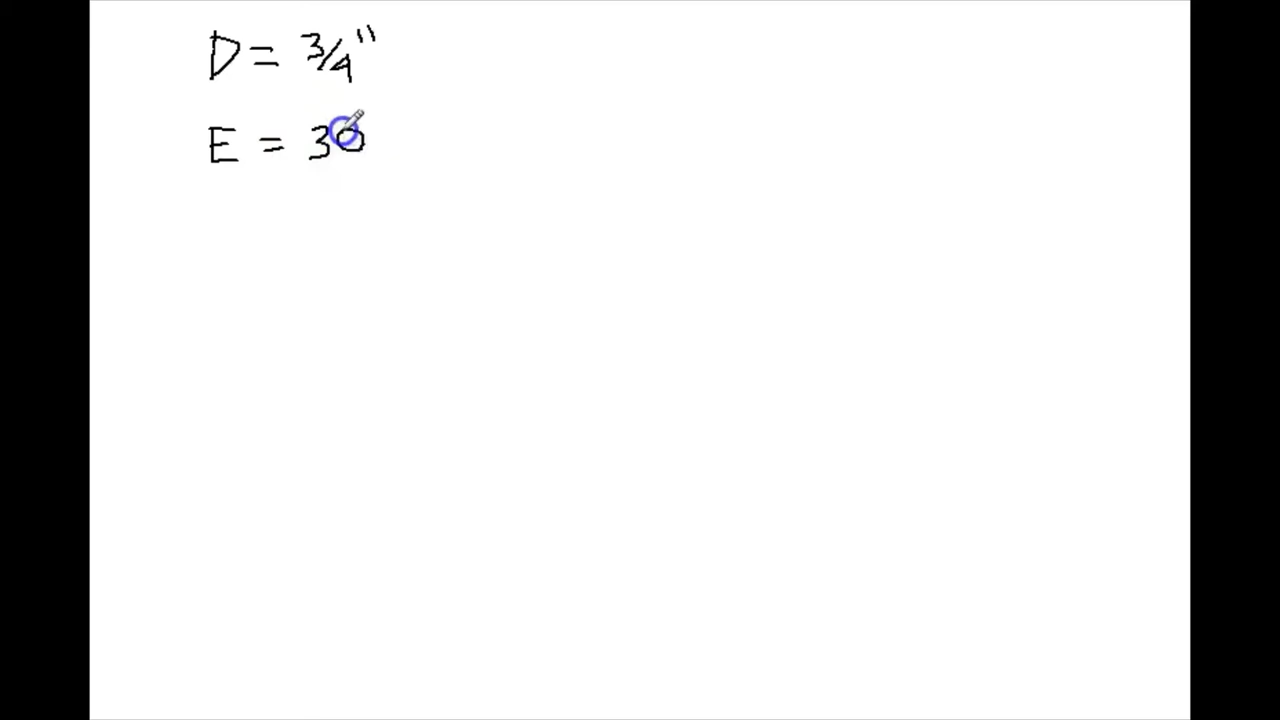 D = 3/4"
E = 30